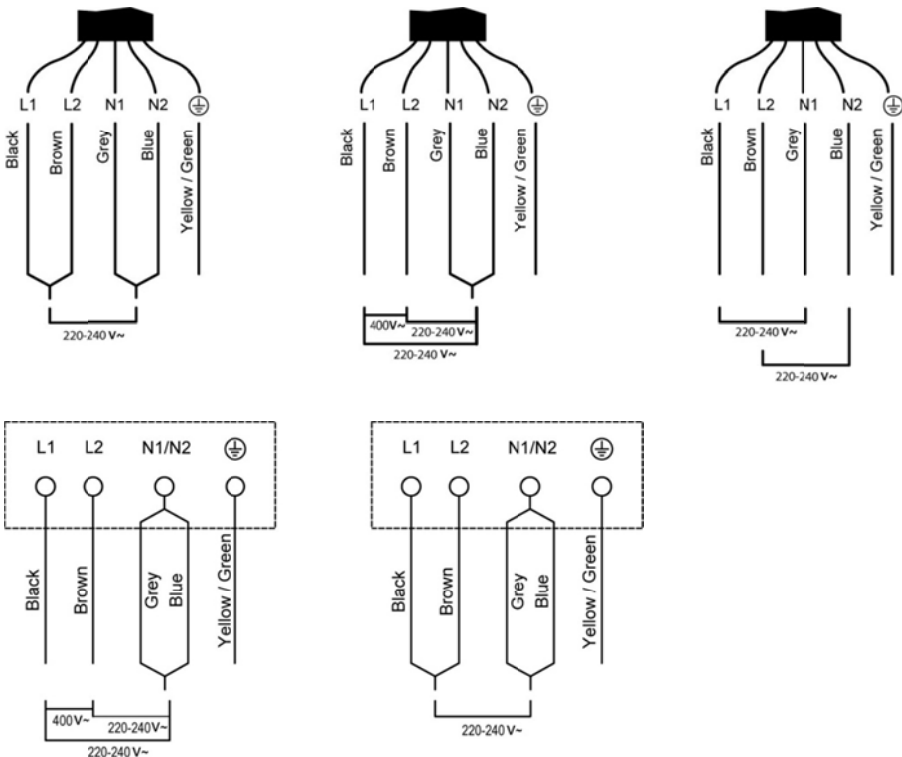 L1 L2 N1 N2
Black Brown Grey Blue Yellow / Green
220-240 V~
L1 L2 N1 N2
Black Brown Grey Blue Yellow / Green
400V~ 220-240 V~
220-240 V~
L1 L2 N1 N2
Black Brown Grey Blue Yellow / Green
220-240 V~
220-240 V~
L1 L2 N1/N2
Black Brown Grey Blue Yellow / Green
400V~ 220-240V~
220-240 V~
L1 L2 N1/N2
Black Brown Grey Blue Yellow / Green
220-240 V~